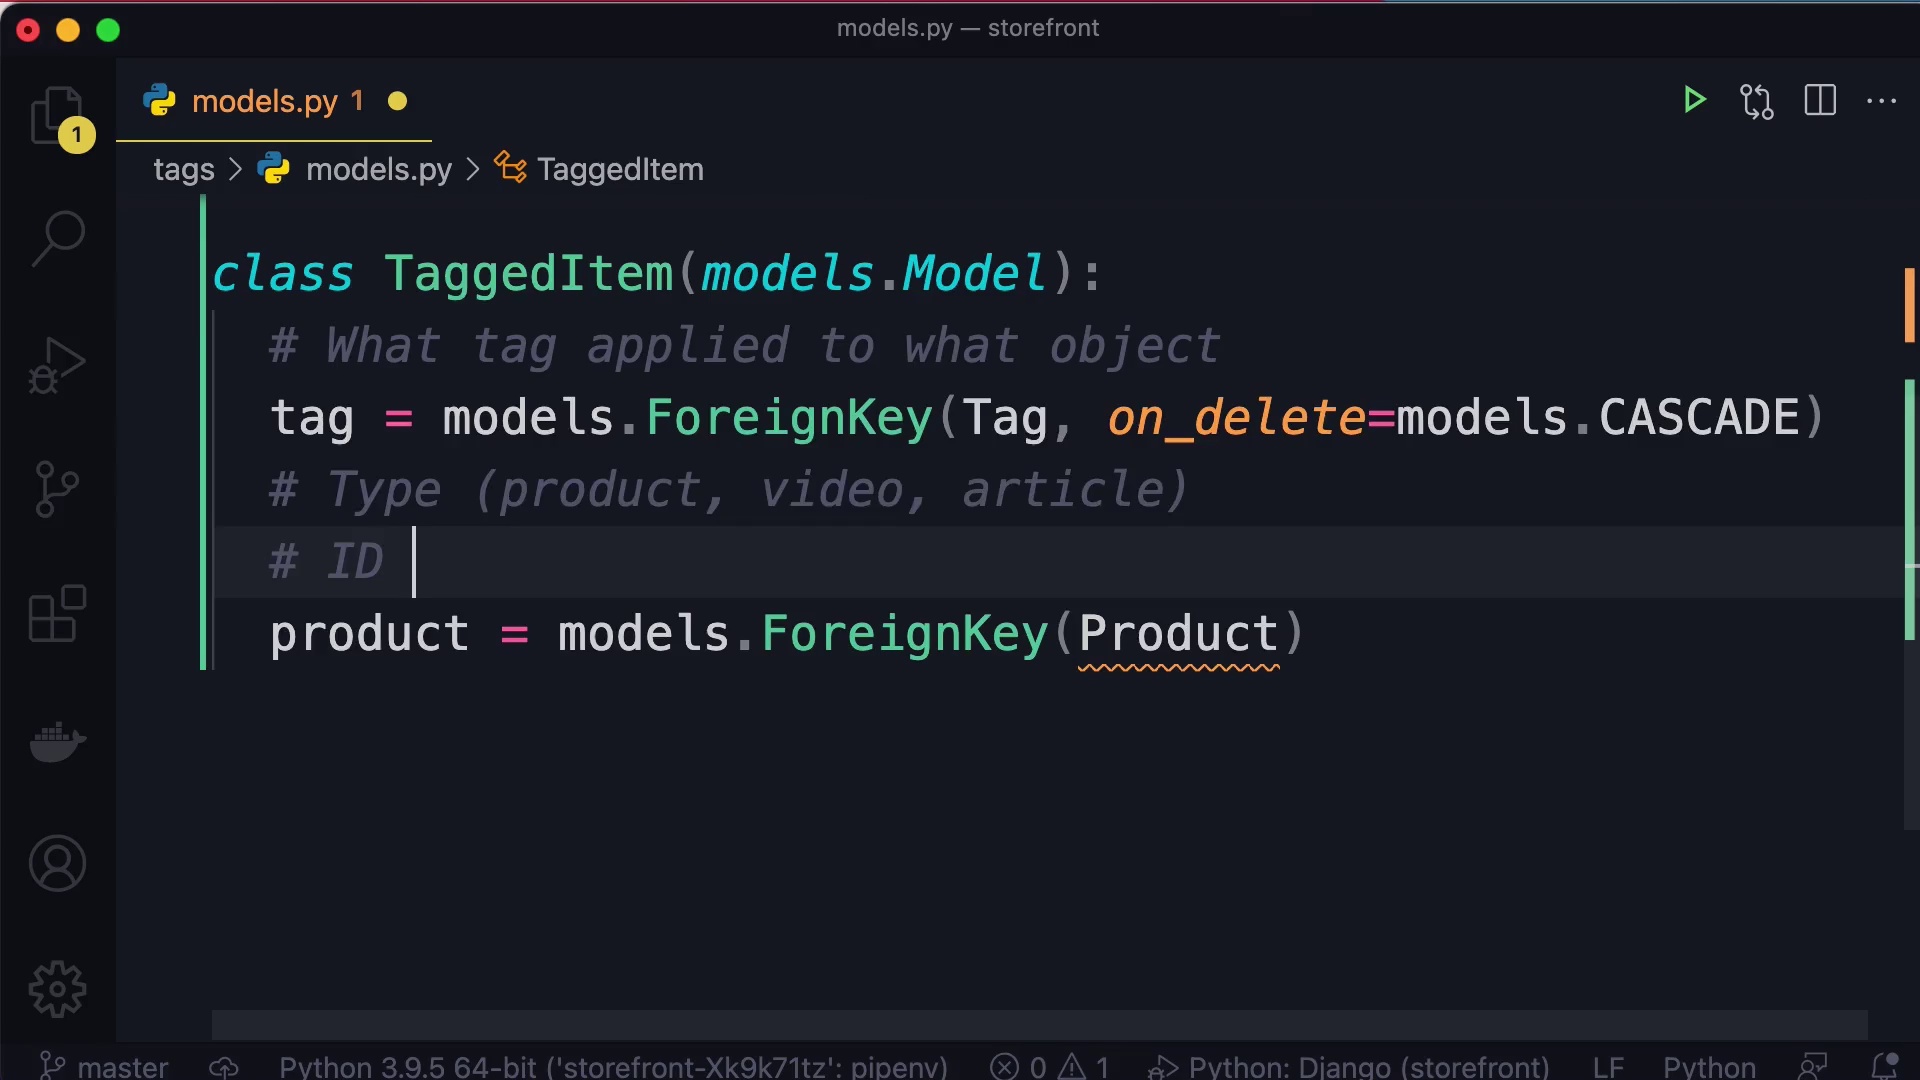 models.py — storefront
models.py 1
1
tags > models.py > TaggedItem
class TaggedItem(models.Model):
# What tag applied to what object
tag = models.ForeignKey(Tag, on_delete=models.CASCADE)
# Type (product, video, article)
# ID
product = models.ForeignKey(Product)
master Python 3.9.5 64-bit ('storefront-Xk9k71tz': pipenv) 0 1 Python: Django (storefront) LF Python